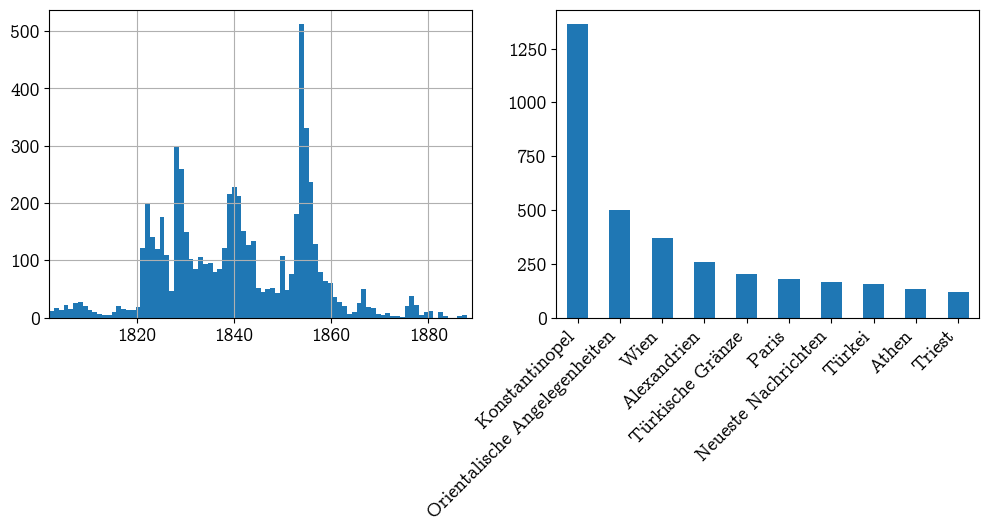 500
400
300
200
100
0
1820
1840
1860
1880
1250
1000
750
500
250
0
Konstantinopel
Orientalische Angelegenheiten
Wien
Alexandrien
Türkische Gränze
Paris
Neueste Nachrichten
Türkei
Athen
Triest